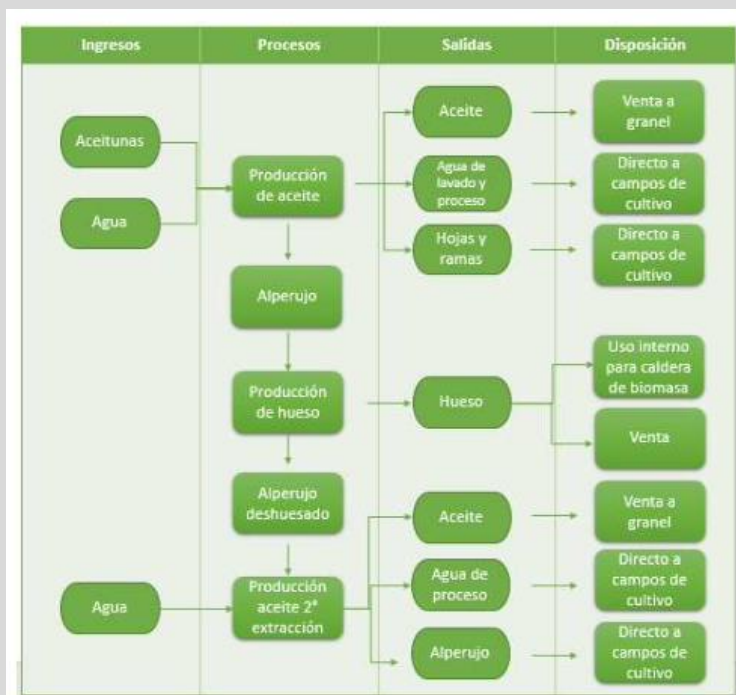 Ingresos
Procesos
Salidas
Disposición
Aceitunas
Agua
Producción
de aceite
Aceite
Venta a
granel
Agua de
lavado y
proceso
Directo a
campos de
cultivo
Hojas y
ramas
Directo a
campos de
cultivo
Alperujo
Producción
de hueso
Hueso
Uso interno
para caldera
de biomasa
Venta
Alperujo
deshuesado
Agua
Producción
aceite 2ª
extracción
Aceite
Venta a
granel
Agua de
proceso
Directo a
campos de
cultivo
Alperujo
Directo a
campos de
cultivo